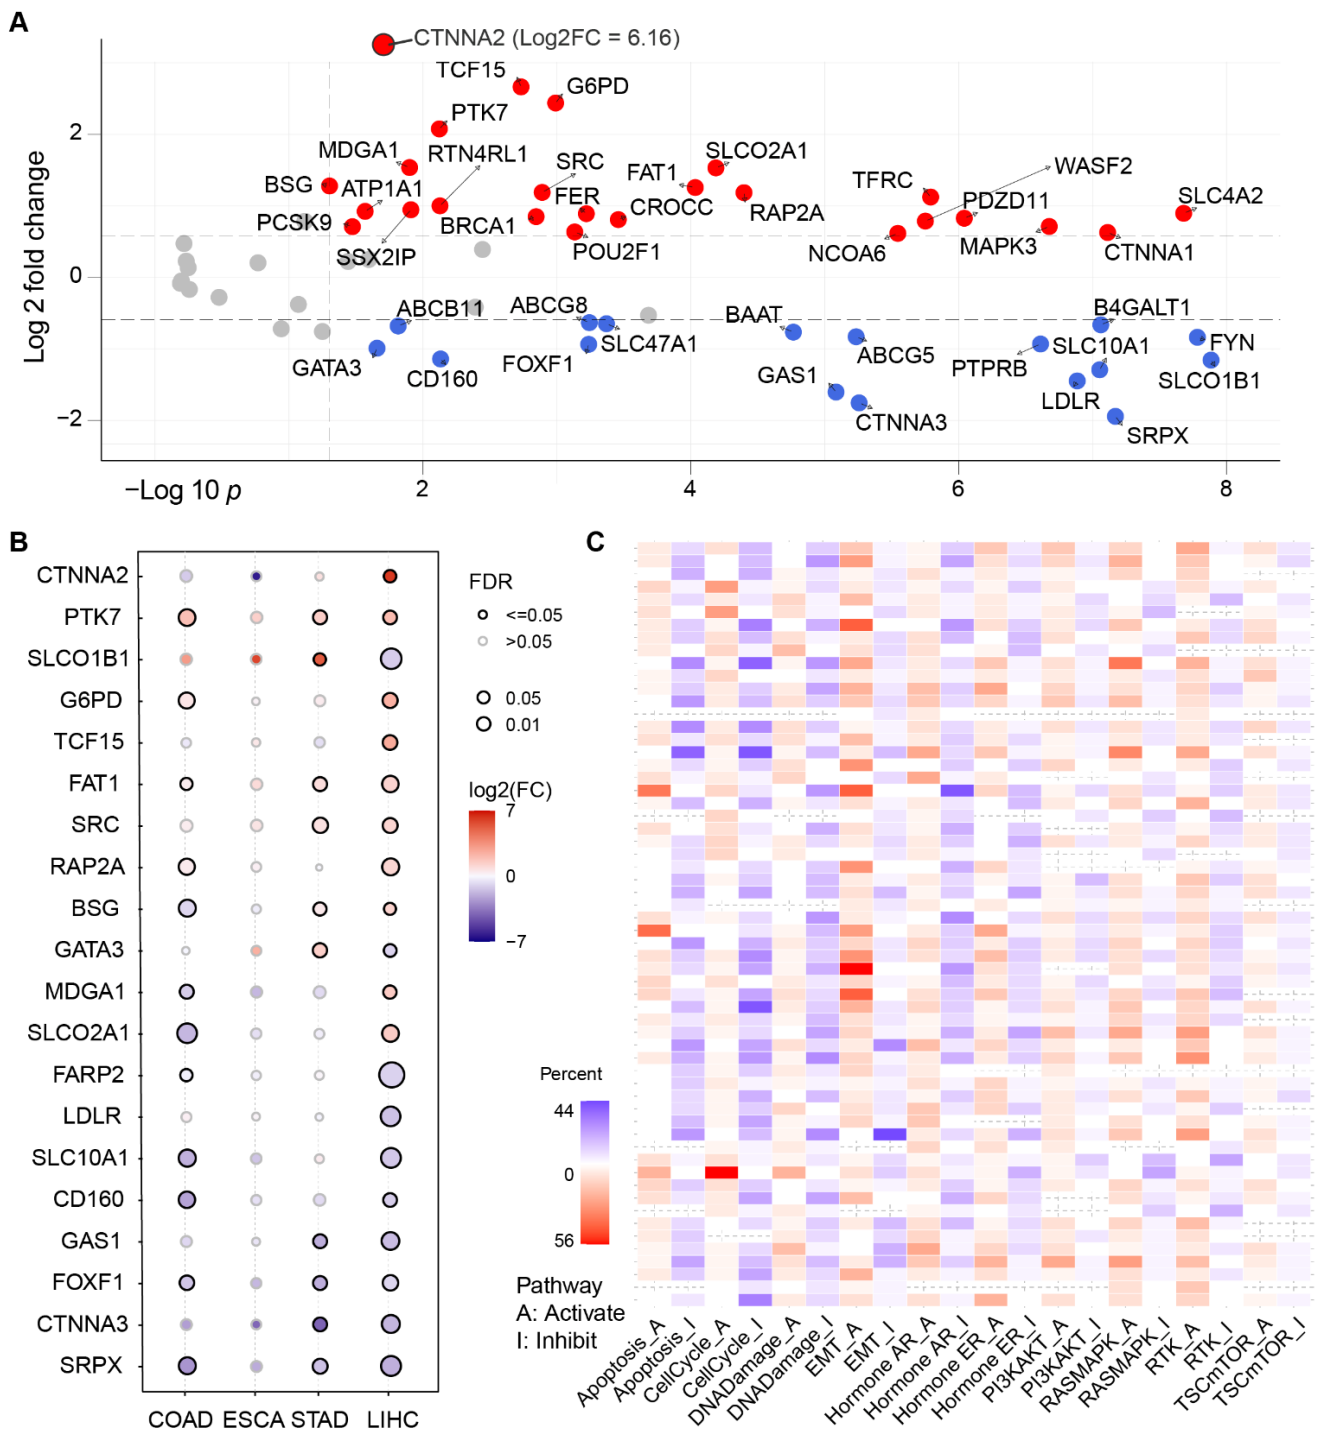 A
CTNNA2 (Log2FC = 6.16)
TCF15
G6PD
PTK7
MDGA1
RTN4RL1
SRC
SLCO2A1
WASF2
BSG
ATP1A1
FER
FAT1
TFRC
PDZD11
SLC4A2
PCSK9
BRCA1
CROCC
RAP2A
SSX2IP
POU2F1
NCOA6
MAPK3
CTNNA1
ABCB11
ABCG8
BAAT
B4GALT1
GATA3
CD160
FOXF1
SLC47A1
ABCG5
PTPRB
SLC10A1
FYN
GAS1
LDLR
SLCO1B1
CTNNA3
SRPX
Log 2 fold change
2
0
−2
−Log 10 p
2
4
6
8
B
CTNNA2
PTK7
SLCO1B1
G6PD
TCF15
FAT1
SRC
RAP2A
BSG
GATA3
MDGA1
SLCO2A1
FARP2
LDLR
SLC10A1
CD160
GAS1
FOXF1
CTNNA3
SRPX
COAD ESCA STAD LIHC
FDR
<=0.05
>0.05
0.05
0.01
log2(FC)
7
0
−7
C
Percent
44
0
56
Pathway
A: Activate
I: Inhibit
Apoptosis_A
Apoptosis_I
CellCycle_A
CellCycle_I
DNADamage_A
DNADamage_I
EMT_A
EMT_I
Hormone AR_A
Hormone AR_I
Hormone ER_A
Hormone ER_I
PI3KAKT_A
PI3KAKT_I
RASMAPK_A
RASMAPK_I
RTK_A
RTK_I
TSCmTOR_A
TSCmTOR_I